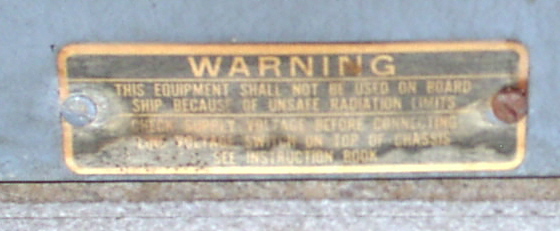 WARNING
THIS EQUIPMENT SHALL NOT BE USED ON BOARD
SHIP BECAUSE OF UNSAFE RADIATION LIMITS
CHECK SUPPLY VOLTAGE BEFORE CONNECTING
LINE VOLTAGE SWITCH ON TOP OF CHASSIS
SEE INSTRUCTION BOOK